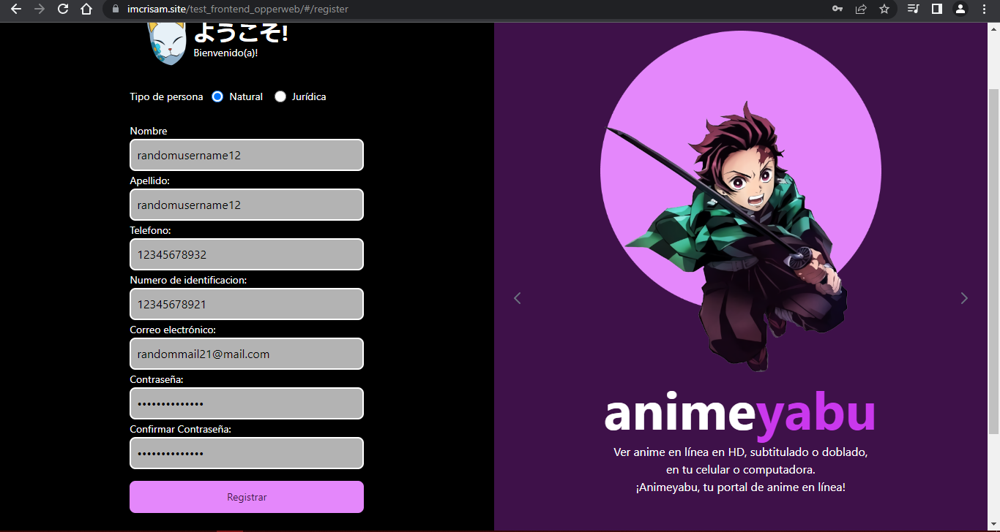 imcrisam.site/test_frontend_opperweb/#/register
ようこそ!
Bienvenido(a)!
Tipo de persona Natural Jurídica
Nombre
randomusername12
Apellido:
randomusername12
Telefono:
12345678932
Numero de identificacion:
12345678921
Correo electrónico:
randommail21@mail.com
Contraseña:
••••••••••••••
Confirmar Contraseña:
••••••••••••••
Registrar
animeyabu
Ver anime en línea en HD, subtitulado o doblado,
en tu celular o computadora.
¡Animeyabu, tu portal de anime en línea!